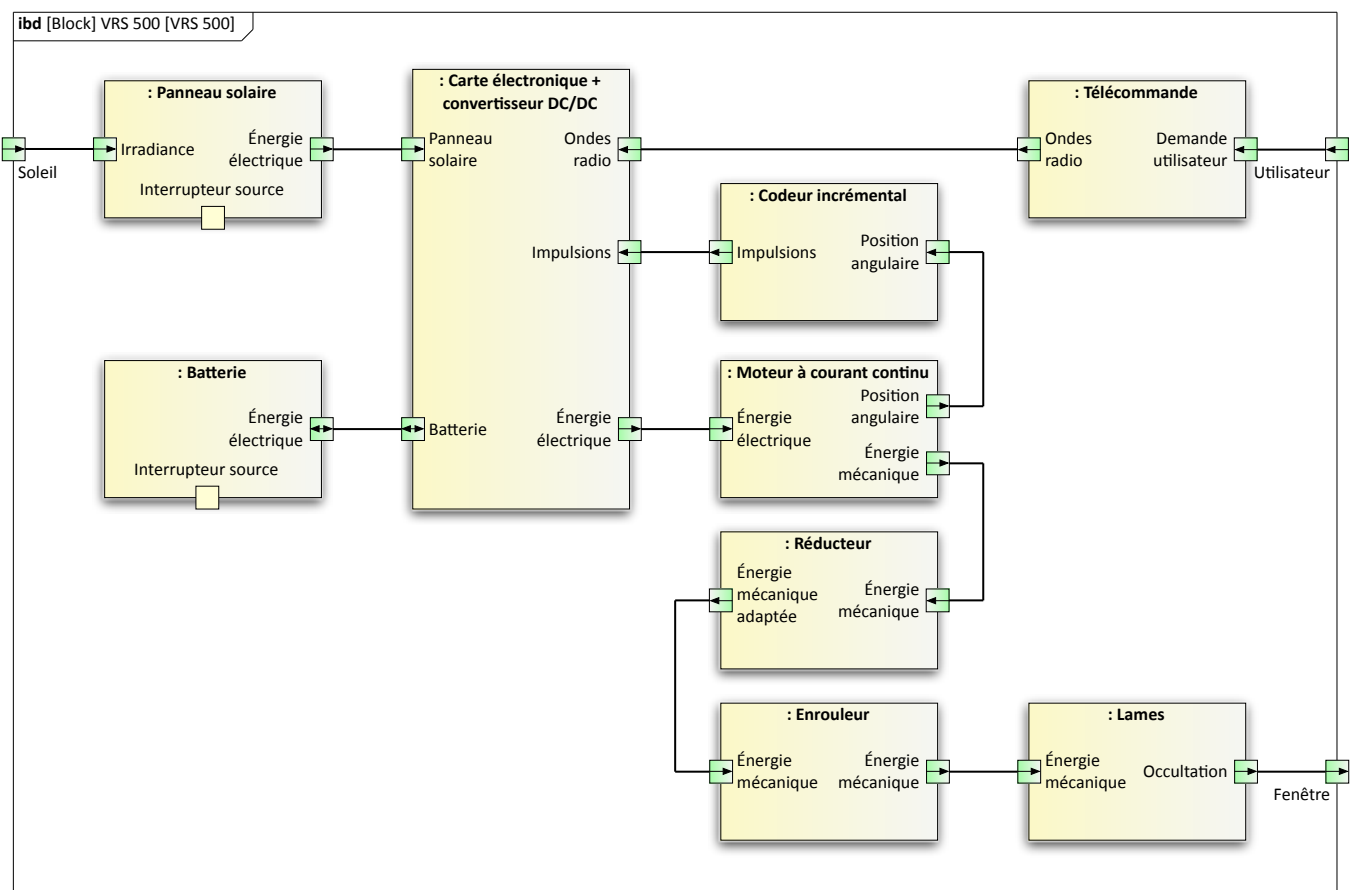 ibd [Block] VRS 500 [VRS 500]
: Panneau solaire
Irradiance
Énergie
électrique
Interrupteur source
Soleil
: Carte électronique +
convertisseur DC/DC
Panneau
solaire
Ondes
radio
Impulsions
Batterie
Énergie
électrique
: Télécommande
Ondes
radio
Demande
utilisateur
Utilisateur
: Codeur incrémental
Impulsions
Position
angulaire
: Batterie
Énergie
électrique
Interrupteur source
: Moteur à courant continu
Énergie
électrique
Position
angulaire
Énergie
mécanique
: Réducteur
Énergie
mécanique
adaptée
Énergie
mécanique
: Enrouleur
Énergie
mécanique
Énergie
mécanique
: Lames
Énergie
mécanique
Occultation
Fenêtre